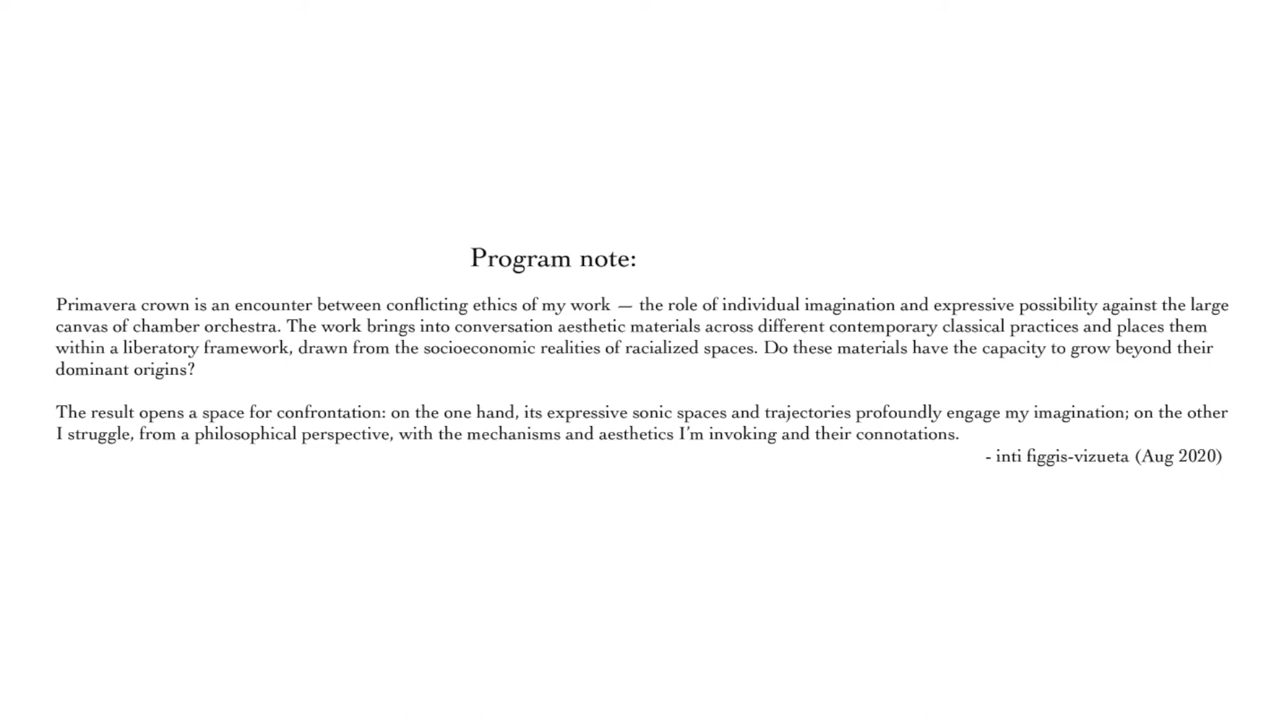 Program note:
Primavera crown is an encounter between conflicting ethics of my work — the role of individual imagination and expressive possibility against the large
canvas of chamber orchestra. The work brings into conversation aesthetic materials across different contemporary classical practices and places them
within a liberatory framework, drawn from the socioeconomic realities of racialized spaces. Do these materials have the capacity to grow beyond their
dominant origins?
The result opens a space for confrontation: on the one hand, its expressive sonic spaces and trajectories profoundly engage my imagination; on the other
I struggle, from a philosophical perspective, with the mechanisms and aesthetics I'm invoking and their connotations.
- inti figgis-vizueta (Aug 2020)